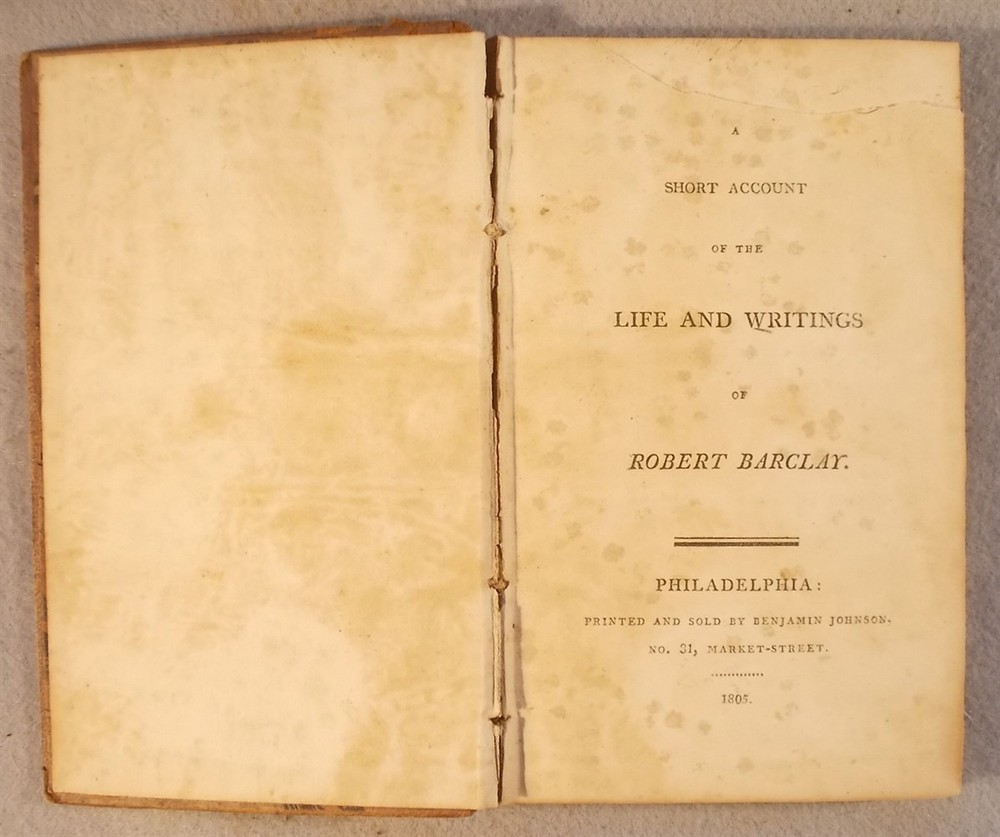 A
SHORT ACCOUNT
OF THE
LIFE AND WRITINGS
OF
ROBERT BARCLAY.
PHILADELPHIA:
PRINTED AND SOLD BY BENJAMIN JOHNSON,
NO. 31, MARKET-STREET.
1805.